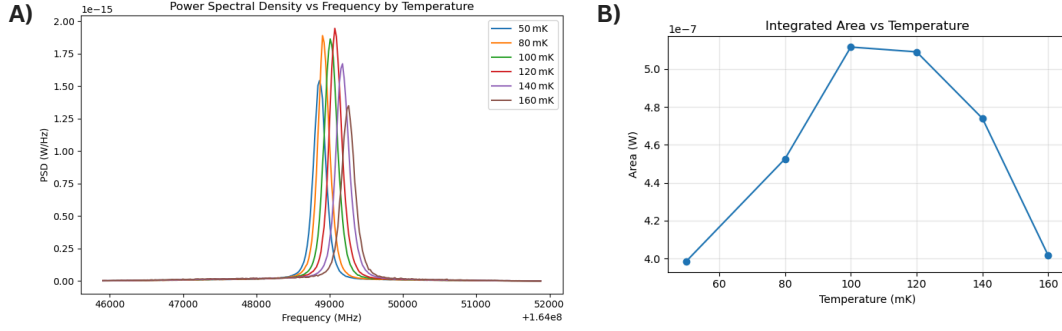 A)
Power Spectral Density vs Frequency by Temperature
1e−15
2.00
1.75
1.50
1.25
1.00
0.75
0.50
0.25
0.00
PSD (W/Hz)
50 mK
80 mK
100 mK
120 mK
140 mK
160 mK
46000 47000 48000 49000 50000 51000 52000
Frequency (MHz)
+1.64e8
B)
Integrated Area vs Temperature
1e−7
5.0
4.8
4.6
4.4
4.2
4.0
Area (W)
60 80 100 120 140 160
Temperature (mK)